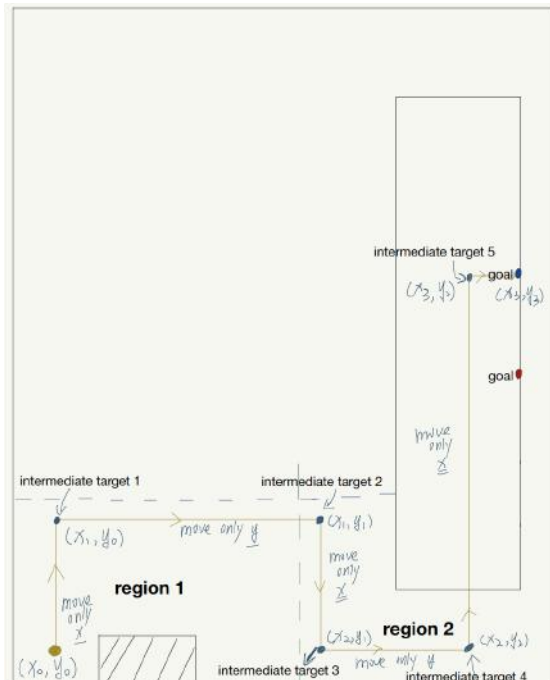 intermediate target 5
goal
(x3, y2)
(x3, y3)
goal
move
only
x
intermediate target 1
intermediate target 2
(x1, y0)
move only y
(x1, y1)
move
only
x
region 1
move
only
x
(x2, y1)
region 2
(x2, y2)
(x0, y0)
intermediate target 3
move only y
intermediate target 4